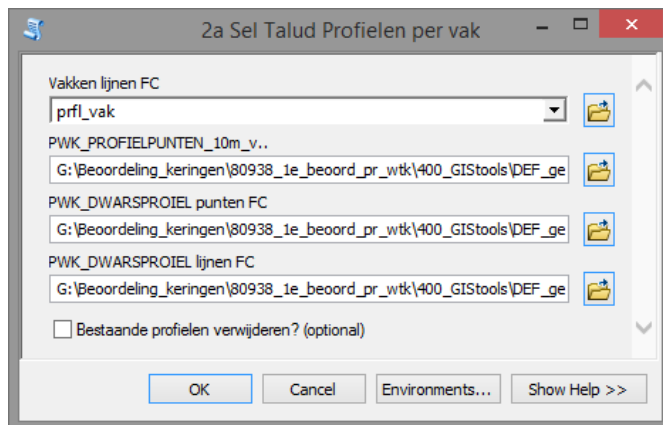 2a Sel Talud Profielen per vak
Vakken lijnen FC
prfl_vak
PWK_PROFIELPUNTEN_10m_v..
G:\Beoordeling_keringen\80938_1e_beoord_pr_wtk\400_GIStools\DEF_ge
PWK_DWARSPROIEL punten FC
G:\Beoordeling_keringen\80938_1e_beoord_pr_wtk\400_GIStools\DEF_ge
PWK_DWARSPROIEL lijnen FC
G:\Beoordeling_keringen\80938_1e_beoord_pr_wtk\400_GIStools\DEF_ge
Bestaande profielen verwijderen? (optional)
OK Cancel Environments... Show Help >>